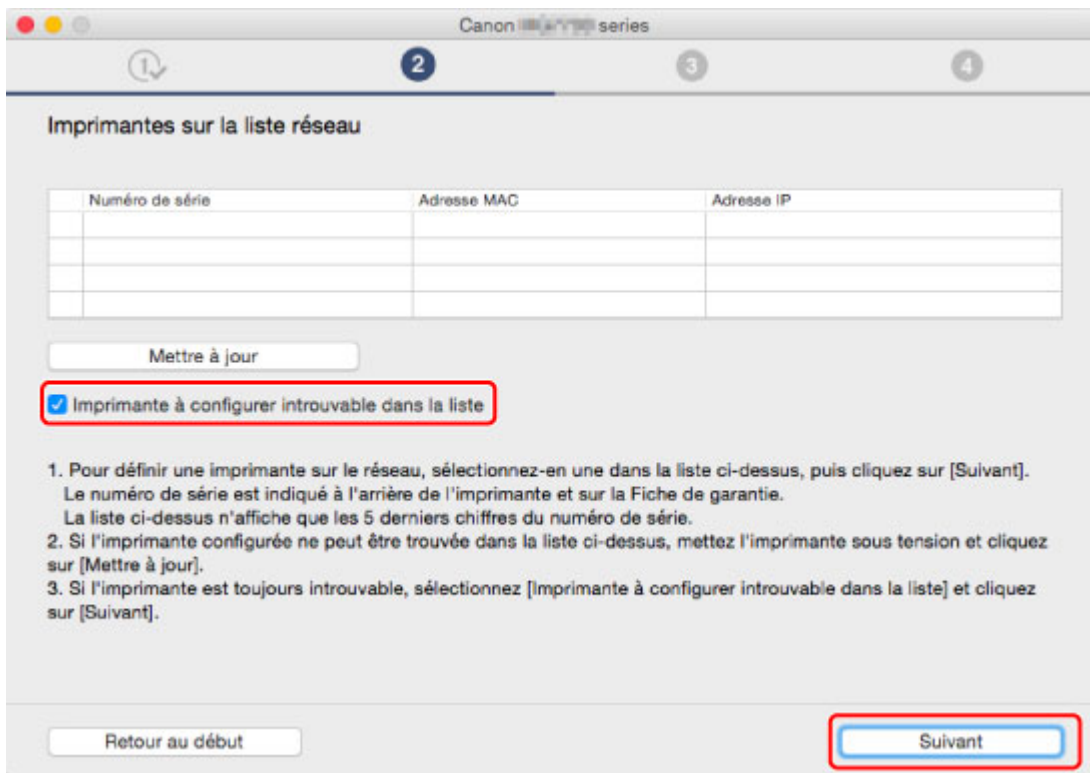 Canon series
1 2 3 4
Imprimantes sur la liste réseau
Numéro de série Adresse MAC Adresse IP
Mettre à jour
Imprimante à configurer introuvable dans la liste
1. Pour définir une imprimante sur le réseau, sélectionnez-en une dans la liste ci-dessus, puis cliquez sur [Suivant].
Le numéro de série est indiqué à l'arrière de l'imprimante et sur la Fiche de garantie.
La liste ci-dessus n'affiche que les 5 derniers chiffres du numéro de série.
2. Si l'imprimante configurée ne peut être trouvée dans la liste ci-dessus, mettez l'imprimante sous tension et cliquez
sur [Mettre à jour].
3. Si l'imprimante est toujours introuvable, sélectionnez [Imprimante à configurer introuvable dans la liste] et cliquez
sur [Suivant].
Retour au début Suivant